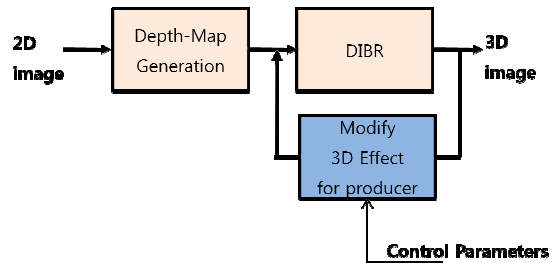 2D
image
Depth-Map
Generation
DIBR
3D
image
Modify
3D Effect
for producer
Control Parameters